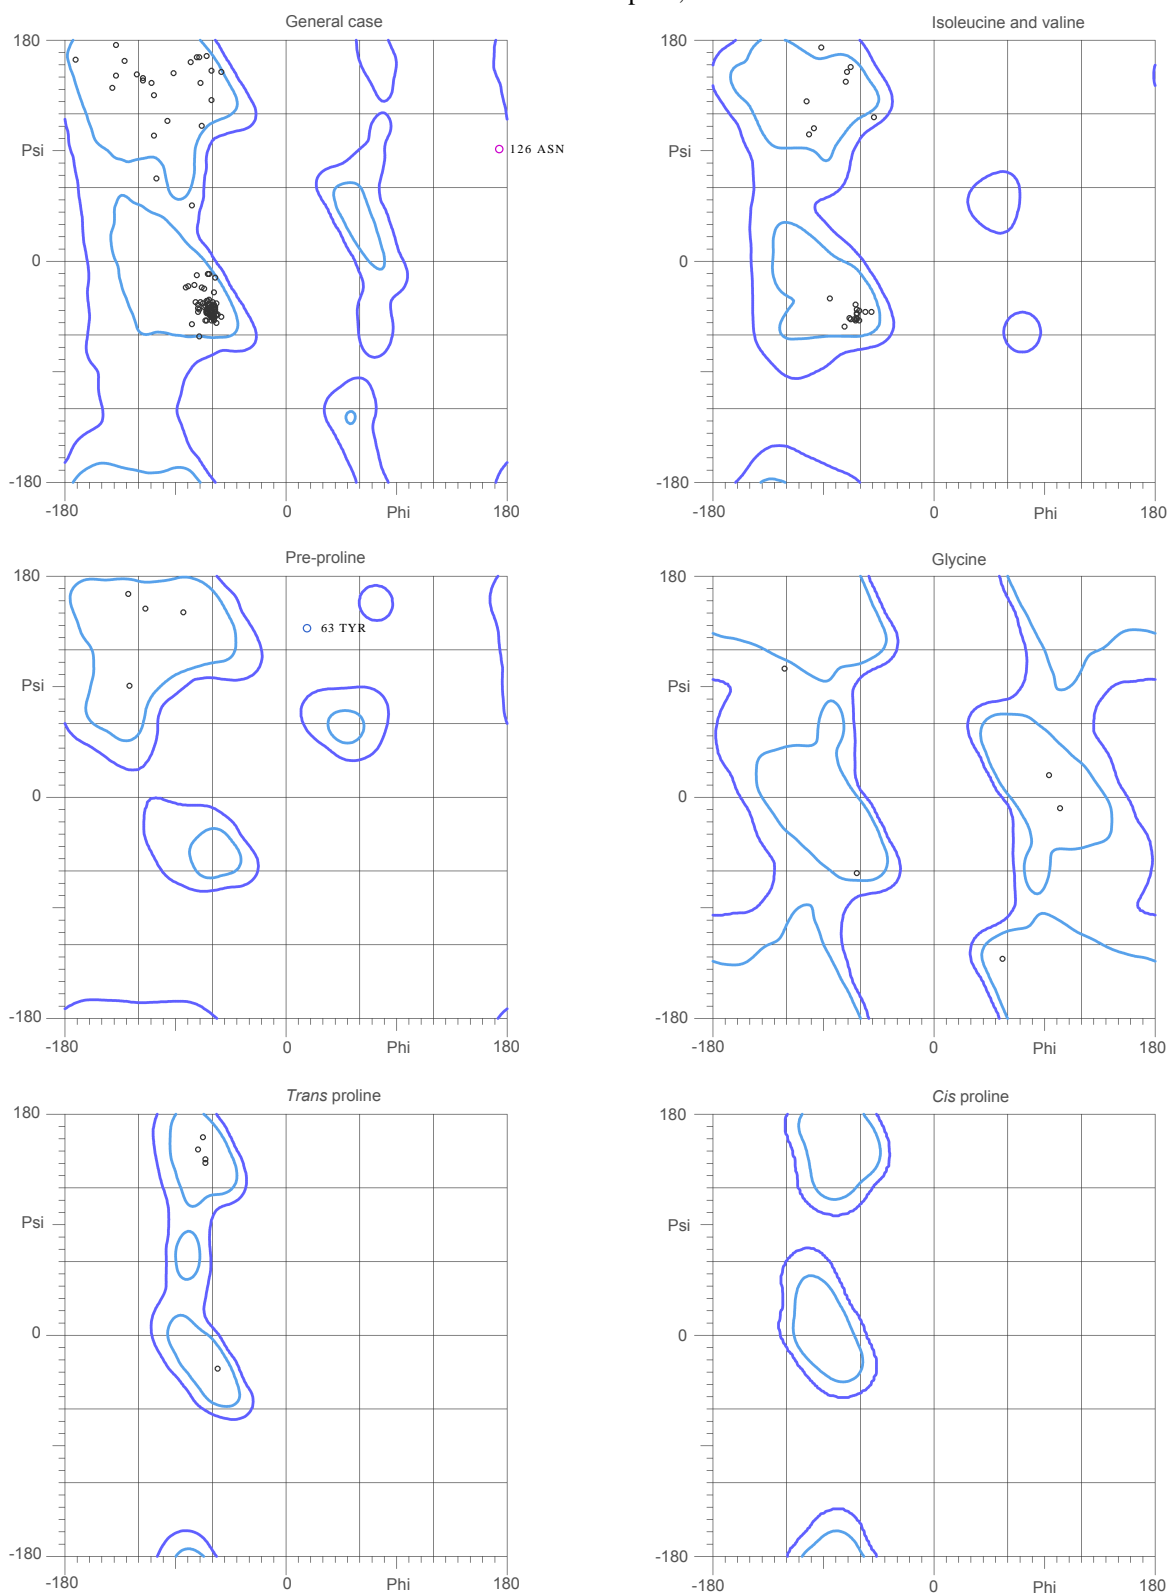 General case
180
Psi
126 ASN
0
-180
-180
0
Phi
180
Isoleucine and valine
180
Psi
0
-180
-180
0
Phi
180
Pre-proline
180
63 TYR
Psi
0
-180
-180
0
Phi
180
Glycine
180
Psi
0
-180
-180
0
Phi
180
Trans proline
180
Psi
0
-180
-180
0
Phi
180
Cis proline
180
Psi
0
-180
-180
0
Phi
180